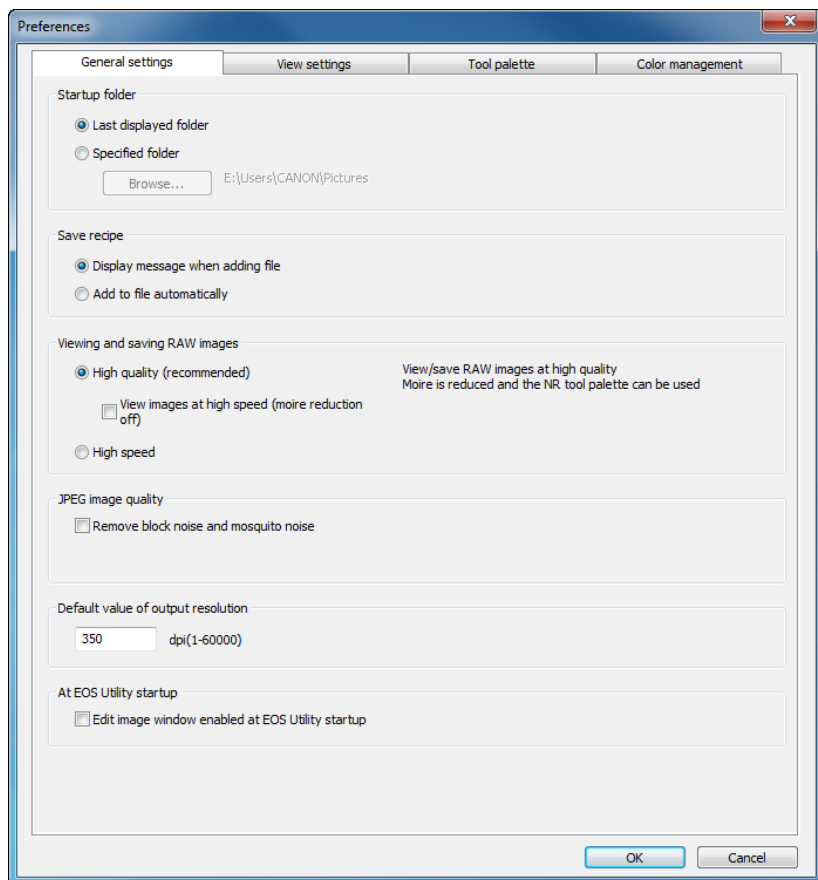 Preferences
General settings
View settings
Tool palette
Color management
Startup folder
Last displayed folder
Specified folder
Browse...
E:\Users\CANON\Pictures
Save recipe
Display message when adding file
Add to file automatically
Viewing and saving RAW images
High quality (recommended)
View/save RAW images at high quality
Moire is reduced and the NR tool palette can be used
View images at high speed (moire reduction
off)
High speed
JPEG image quality
Remove block noise and mosquito noise
Default value of output resolution
350
dpi(1-60000)
At EOS Utility startup
Edit image window enabled at EOS Utility startup
OK
Cancel